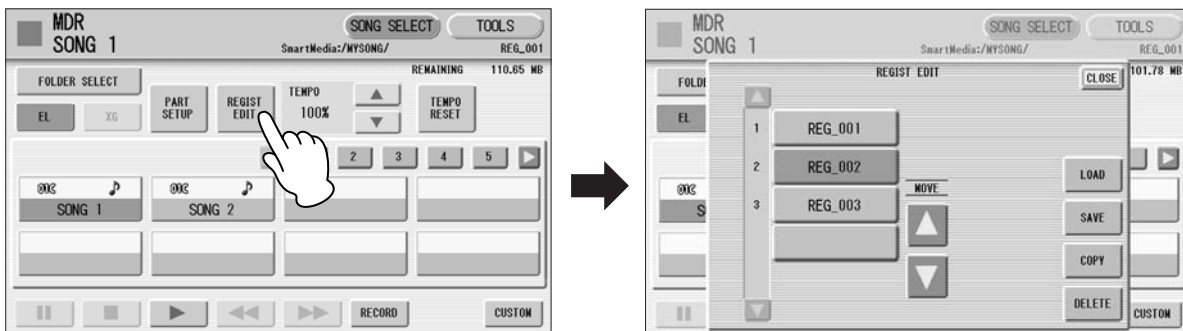 MDR
SONG 1
SONG SELECT
TOOLS
SmartMedia:/MYSONG/
REG_001
REMAINING 110.65 MB
FOLDER SELECT
EL
XG
PART SETUP
REGIST EDIT
TEMPO
100%
TEMPO RESET
2 3 4 5
SONG 1
SONG 2
RECORD
CUSTOM
MDR
SONG 1
SONG SELECT
TOOLS
SmartMedia:/MYSONG/
REG_001
FOLD
REGIST EDIT
CLOSE
101.78 MB
EL
1 REG_001
2 REG_002
3 REG_003
MOVE
LOAD
SAVE
COPY
DELETE
S
CUSTOM